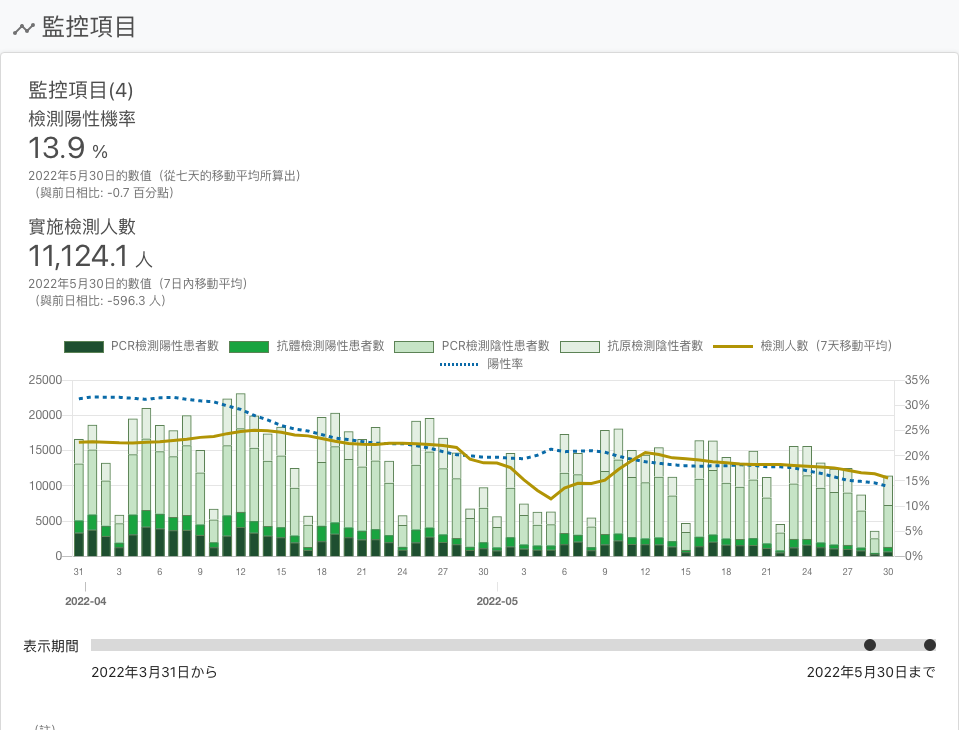 監控項目
監控項目(4)
檢測陽性機率
13.9 %
2022年5月30日的數值（從七天的移動平均所算出）
（與前日相比: -0.7 百分點）
實施檢測人數
11,124.1 人
2022年5月30日的數值（7日內移動平均）
（與前日相比: -596.3 人）
PCR檢測陽性患者數 抗體檢測陽性患者數 PCR檢測陰性患者數 抗原檢測陰性者數 檢測人數（7天移動平均）
陽性率
25000 35%
30%
20000
25%
15000
20%
10000 15%
10%
5000
5%
0 0%
31 3 6 9 12 15 18 21 24 27 30 3 6 9 12 15 18 21 24 27 30
2022-04 2022-05
表示期間
2022年3月31日から 2022年5月30日まで
（註）